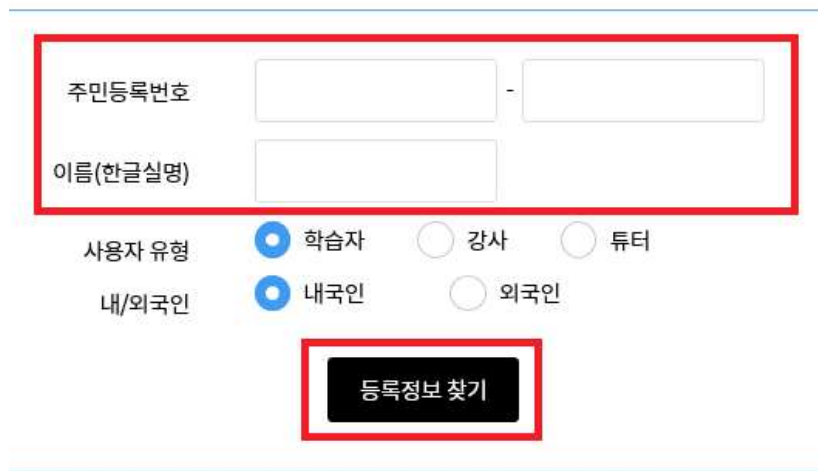 주민등록번호 -
이름(한글실명)
사용자 유형 학습자 강사 튜터
내/외국인 내국인 외국인
등록정보 찾기